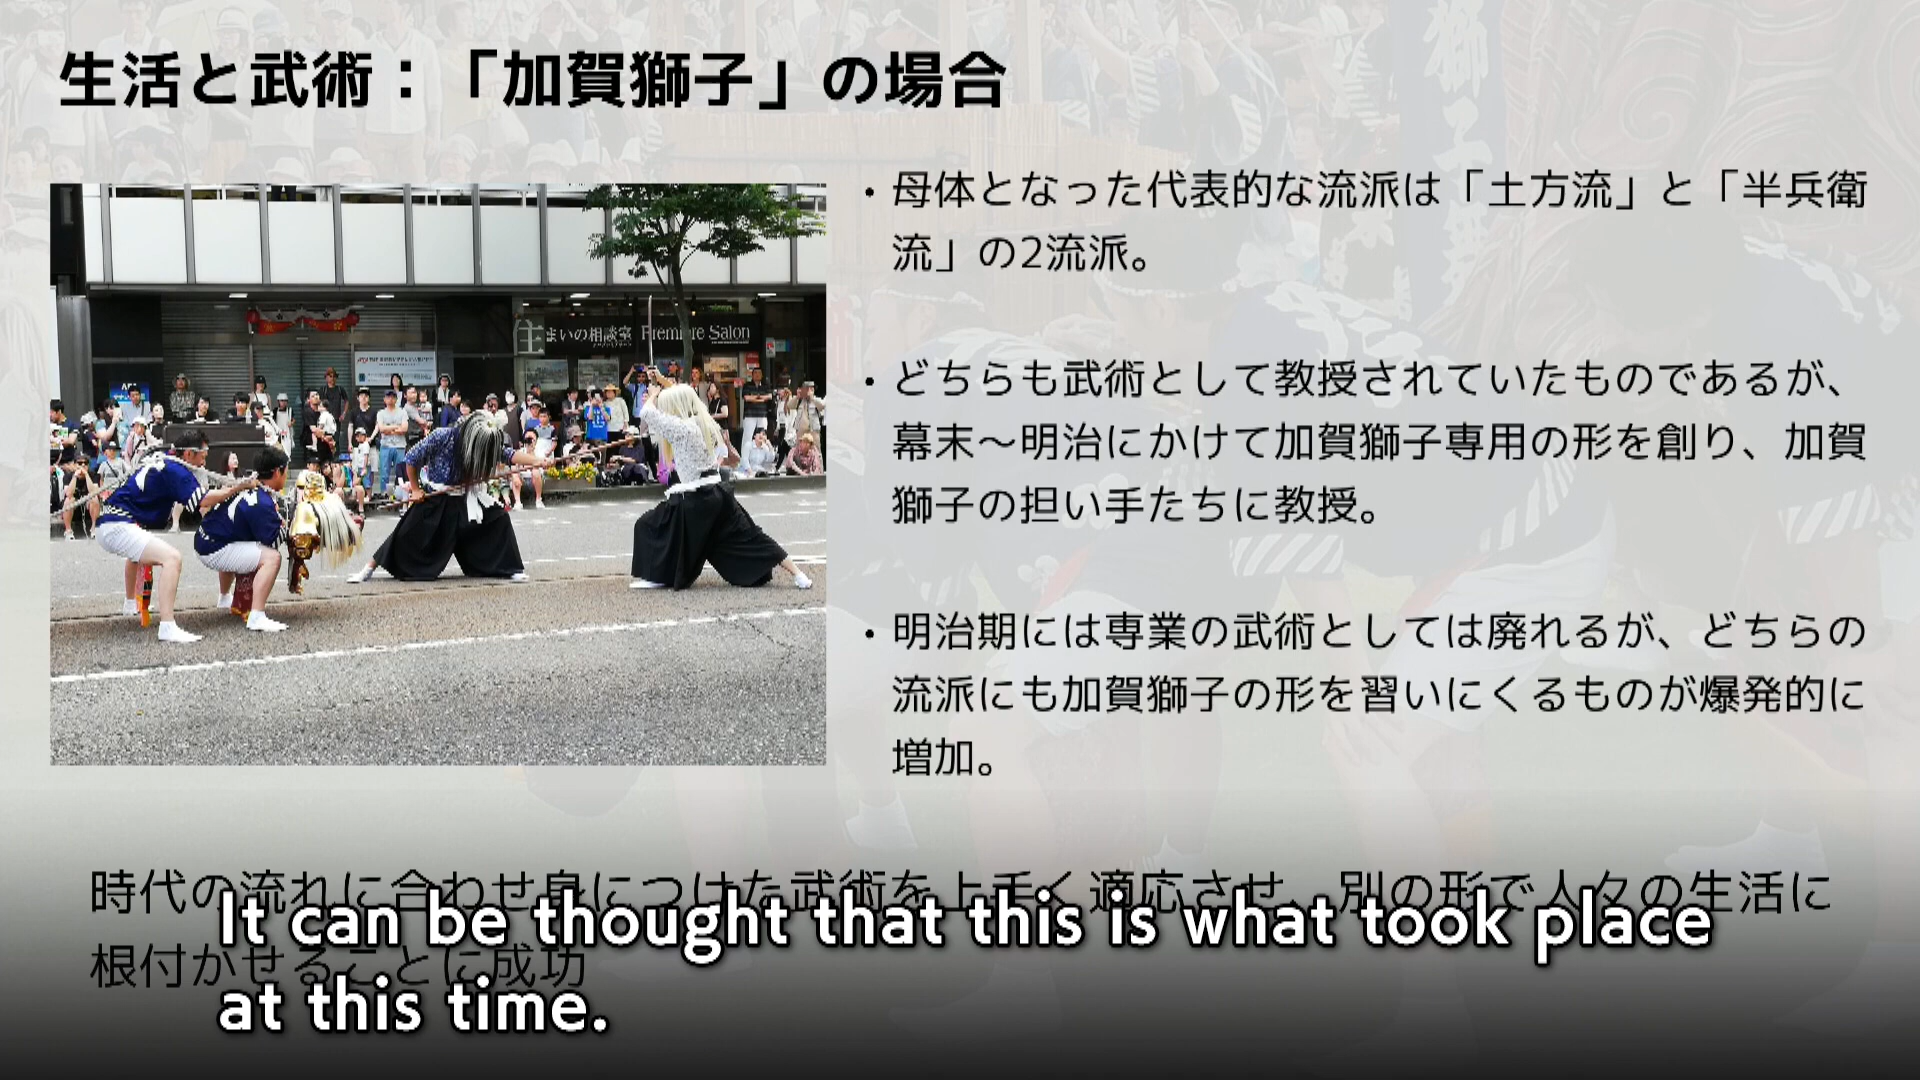 生活と武術：「加賀獅子」の場合
・母体となった代表的な流派は「土方流」と「半兵衛
流」の2流派。
・どちらも武術として教授されていたものであるが、
幕末～明治にかけて加賀獅子専用の形を創り、加賀
獅子の担い手たちに教授。
・明治期には専業の武術としては廃れるが、どちらの
流派にも加賀獅子の形を習いにくるものが爆発的に
増加。
住まいの相談室 Premiere Salon
時代の流れに合わせ身につけた武術を上手く適応させ、別の形で人々の生活に
根付かせることに成功
It can be thought that this is what took place
at this time.